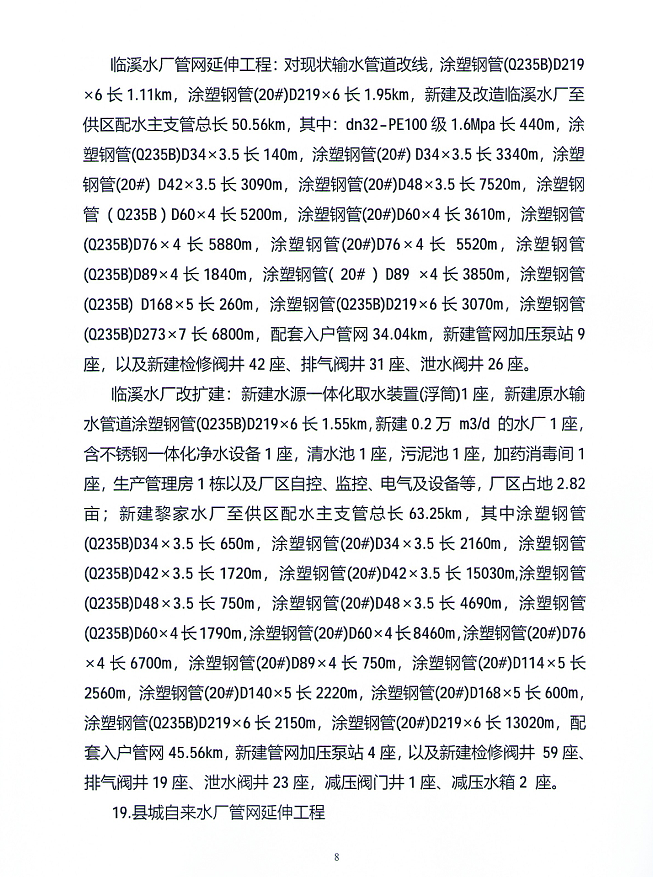 临溪水厂管网延伸工程：对现状输水管道改线，涂塑钢管(Q235B)D219
×6 长 1.11km，涂塑钢管(20#)D219×6 长 1.95km，新建及改造临溪水厂至
供区配水主支管总长 50.56km，其中：dn32-PE100 级 1.6Mpa 长 440m，涂
塑钢管(Q235B)D34×3.5 长 140m，涂塑钢管(20#) D34×3.5 长 3340m，涂塑
钢管(20#) D42×3.5 长 3090m，涂塑钢管(20#)D48×3.5 长 7520m，涂塑钢
管（Q235B）D60×4 长 5200m，涂塑钢管(20#)D60×4 长 3610m，涂塑钢管
(Q235B)D76×4 长 5880m，涂塑钢管(20#)D76×4 长 5520m，涂塑钢管
(Q235B)D89×4 长 1840m，涂塑钢管( 20# ) D89 ×4 长 3850m，涂塑钢管
(Q235B) D168×5 长 260m，涂塑钢管(Q235B)D219×6 长 3070m，涂塑钢管
(Q235B)D273×7 长 6800m，配套入户管网 34.04km，新建管网加压泵站 9
座，以及新建检修阀井 42 座、排气阀井 31 座、泄水阀井 26 座。
临溪水厂改扩建：新建水源一体化取水装置(浮筒)1 座，新建原水输
水管道涂塑钢管(Q235B)D219×6 长 1.55km，新建 0.2 万 m3/d 的水厂 1 座，
含不锈钢一体化净水设备 1 座，清水池 1 座，污泥池 1 座，加药消毒间 1
座，生产管理房 1 栋以及厂区自控、监控、电气及设备等，厂区占地 2.82
亩；新建黎家水厂至供区配水主支管总长 63.25km，其中涂塑钢管
(Q235B)D34×3.5 长 650m，涂塑钢管(20#)D34×3.5 长 2160m，涂塑钢管
(Q235B)D42×3.5 长 1720m，涂塑钢管(20#)D42×3.5 长 15030m,涂塑钢管
(Q235B)D48×3.5 长 750m，涂塑钢管(20#)D48×3.5 长 4690m，涂塑钢管
(Q235B)D60×4 长 1790m,涂塑钢管(20#)D60×4 长 8460m,涂塑钢管(20#)D76
×4 长 6700m，涂塑钢管(20#)D89×4 长 750m，涂塑钢管(20#)D114×5 长
2560m，涂塑钢管(20#)D140×5 长 2220m，涂塑钢管(20#)D168×5 长 600m，
涂塑钢管(Q235B)D219×6 长 2150m，涂塑钢管(20#)D219×6 长 13020m，配
套入户管网 45.56km，新建管网加压泵站 4 座，以及新建检修阀井 59 座、
排气阀井 19 座、泄水阀井 23 座，减压阀门井 1 座、减压水箱 2 座。
19.县城自来水厂管网延伸工程
8